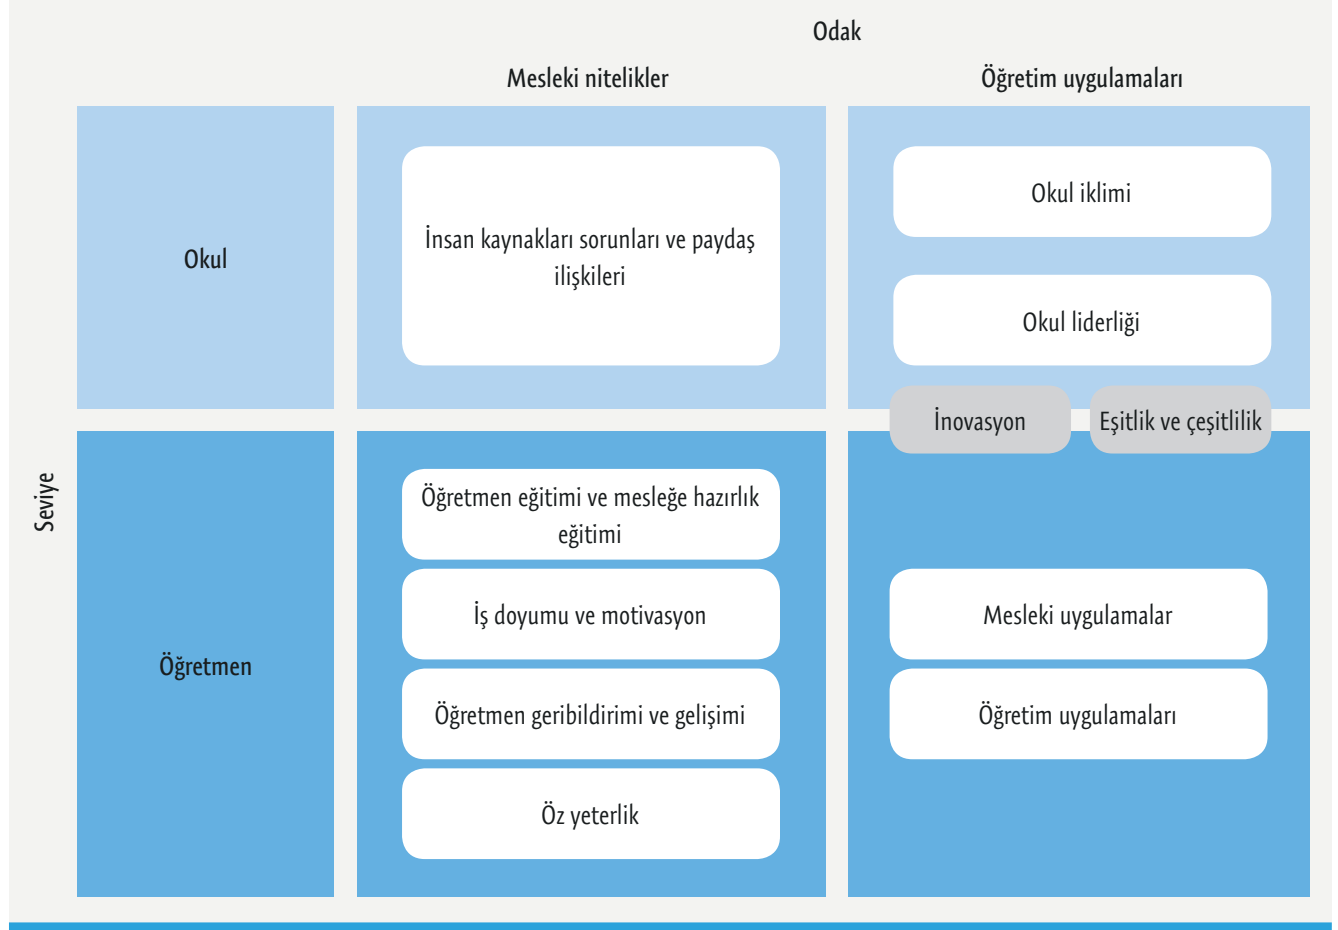 Odak
Mesleki nitelikler
Öğretim uygulamaları
Seviye
Okul
İnsan kaynakları sorunları ve paydaş
ilişkileri
Okul iklimi
Okul liderliği
İnovasyon
Eşitlik ve çeşitlilik
Öğretmen
Öğretmen eğitimi ve mesleğe hazırlık
eğitimi
İş doyumu ve motivasyon
Öğretmen geribildirimi ve gelişimi
Öz yeterlik
Mesleki uygulamalar
Öğretim uygulamaları